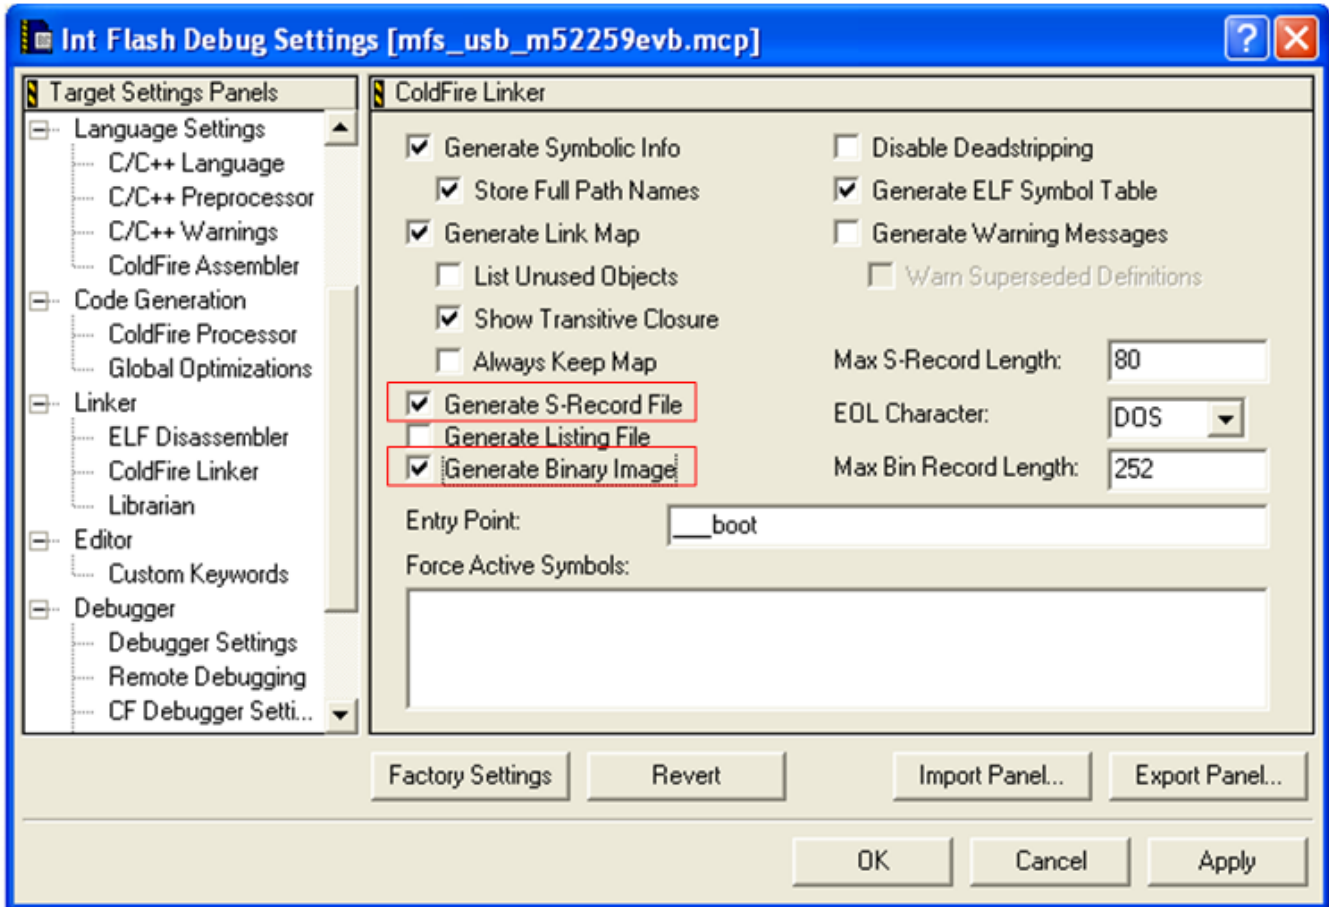 Int Flash Debug Settings [mfs_usb_m52259evb.mcp]
Target Settings Panels
Language Settings
C/C++ Language
C/C++ Preprocessor
C/C++ Warnings
ColdFire Assembler
Code Generation
ColdFire Processor
Global Optimizations
Linker
ELF Disassembler
ColdFire Linker
Librarian
Editor
Custom Keywords
Debugger
Debugger Settings
Remote Debugging
CF Debugger Setti...
ColdFire Linker
Generate Symbolic Info
Store Full Path Names
Generate Link Map
List Unused Objects
Show Transitive Closure
Always Keep Map
Generate S-Record File
Generate Listing File
Generate Binary Image
Disable Deadstripping
Generate ELF Symbol Table
Generate Warning Messages
Warn Superseded Definitions
Max S-Record Length: 80
EOL Character: DOS
Max Bin Record Length: 252
Entry Point: ___boot
Force Active Symbols:
Factory Settings
Revert
Import Panel...
Export Panel...
OK
Cancel
Apply